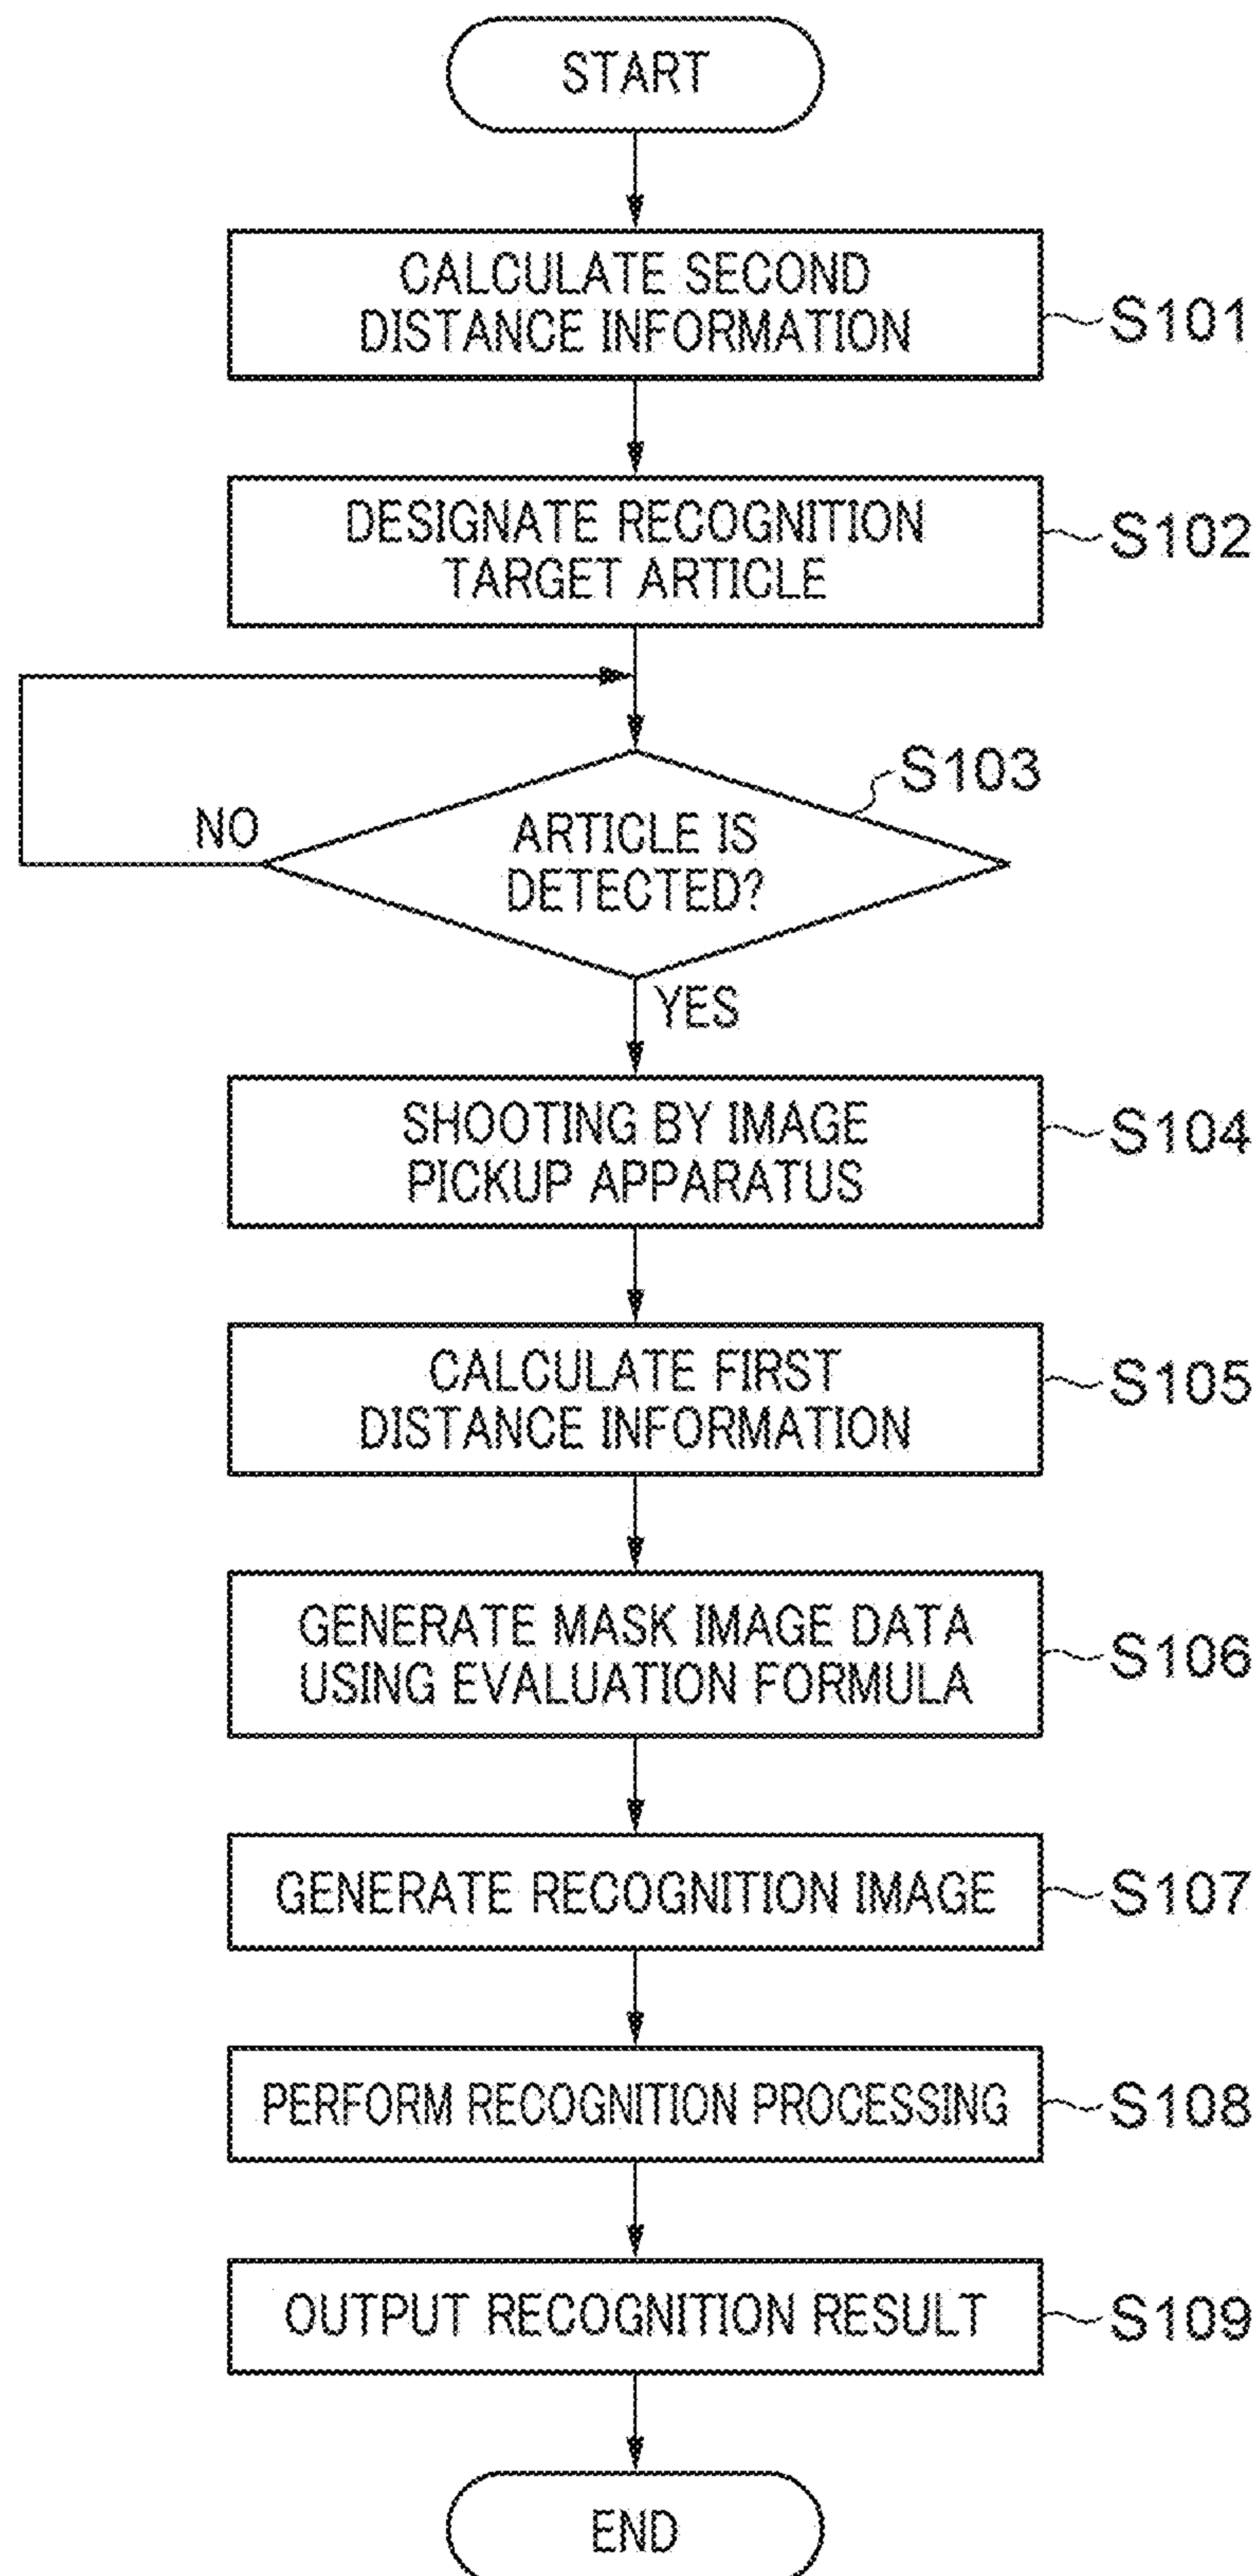 START
CALCULATE SECOND
DISTANCE INFORMATION
S101
DESIGNATE RECOGNITION
TARGET ARTICLE
S102
S103
NO
ARTICLE IS
DETECTED?
YES
SHOOTING BY IMAGE
PICKUP APPARATUS
S104
CALCULATE FIRST
DISTANCE INFORMATION
S105
GENERATE MASK IMAGE DATA
USING EVALUATION FORMULA
S106
GENERATE RECOGNITION IMAGE
S107
PERFORM RECOGNITION PROCESSING
S108
OUTPUT RECOGNITION RESULT
S109
END